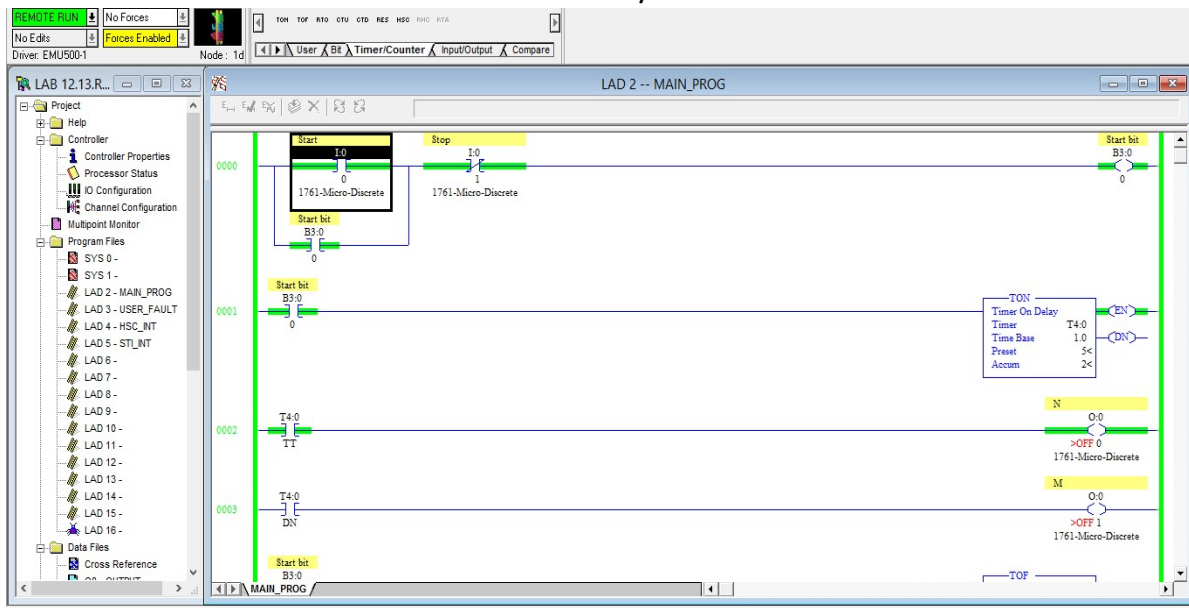 REMOTE RUN
No Forces
No Edits
Forces Enabled
Driver: EMU500-1
Node : 1d
TON TOF RTO CTU CTD RES HSC RHC RTA
User Bit Timer/Counter Input/Output Compare
LAB 12.13.R...
Project
Help
Controller
Controller Properties
Processor Status
IO Configuration
Channel Configuration
Multipoint Monitor
Program Files
SYS 0 -
SYS 1 -
LAD 2 - MAIN_PROG
LAD 3 - USER_FAULT
LAD 4 - HSC_INT
LAD 5 - STI_INT
LAD 6 -
LAD 7 -
LAD 8 -
LAD 9 -
LAD 10 -
LAD 11 -
LAD 12 -
LAD 13 -
LAD 14 -
LAD 15 -
LAD 16 -
Data Files
Cross Reference
LAD 2 -- MAIN_PROG
Start Stop Start bit
I:0 I:0 B3:0
0000
0 1 0
1761-Micro-Discrete 1761-Micro-Discrete
Start bit
B3:0
0
Start bit
B3:0
0001
0
TON
Timer On Delay
Timer T4:0
Time Base 1.0
Preset 5<
Accum 2<
EN
DN
N
T4:0 O:0
0002
TT >OFF 0
1761-Micro-Discrete
M
T4:0 O:0
0003
DN >OFF 1
1761-Micro-Discrete
Start bit
B3:0
TOF
MAIN_PROG